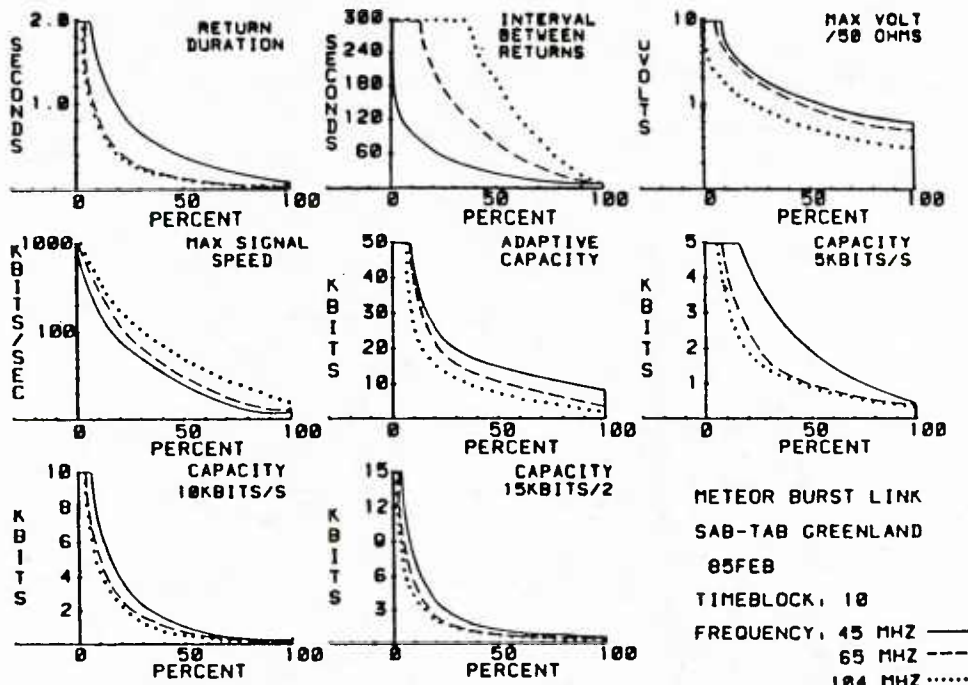 RETURN
DURATION
SECONDS
2.0
1.0
0 50 100
PERCENT
INTERVAL
BETWEEN
RETURNS
SECONDS
300
240
180
120
60
0 50 100
PERCENT
MAX VOLT
/50 OHMS
UVOLTS
10
1
0 50 100
PERCENT
MAX SIGNAL
SPEED
KBITS/SEC
1000
100
0 50 100
PERCENT
ADAPTIVE
CAPACITY
KBITS
50
40
30
20
10
0 50 100
PERCENT
CAPACITY
5KBITS/S
KBITS
5
4
3
2
1
0 50 100
PERCENT
CAPACITY
10KBITS/S
KBITS
10
8
6
4
2
0 50 100
PERCENT
CAPACITY
15KBITS/2
KBITS
15
12
9
6
3
0 50 100
PERCENT
METEOR BURST LINK
SAB-TAB GREENLAND
85FEB
TIMEBLOCK: 10
FREQUENCY: 45 MHZ
65 MHZ
104 MHZ